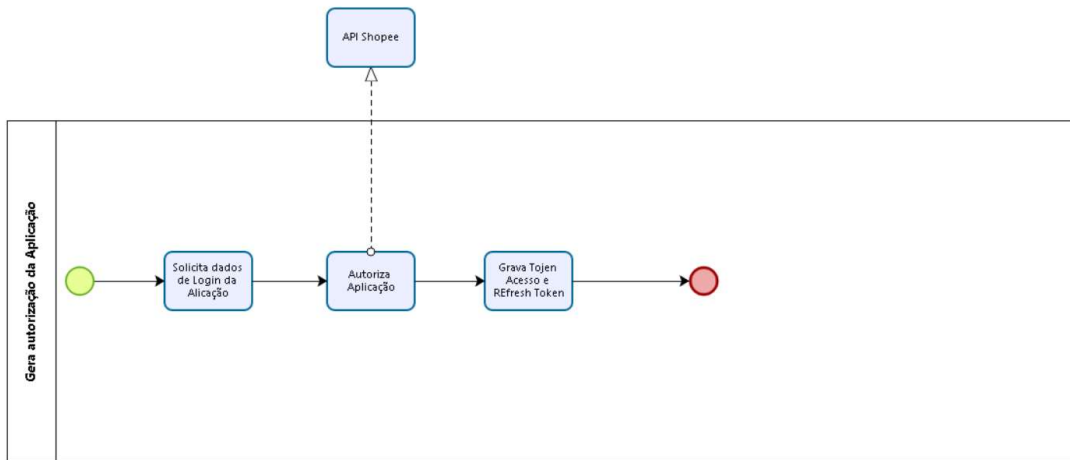 API Shopee
Gera autorização da Aplicação
Solicita dados
de Login da
Alicação
Autoriza
Aplicação
Grava Tojen
Acesso e
REfresh Token